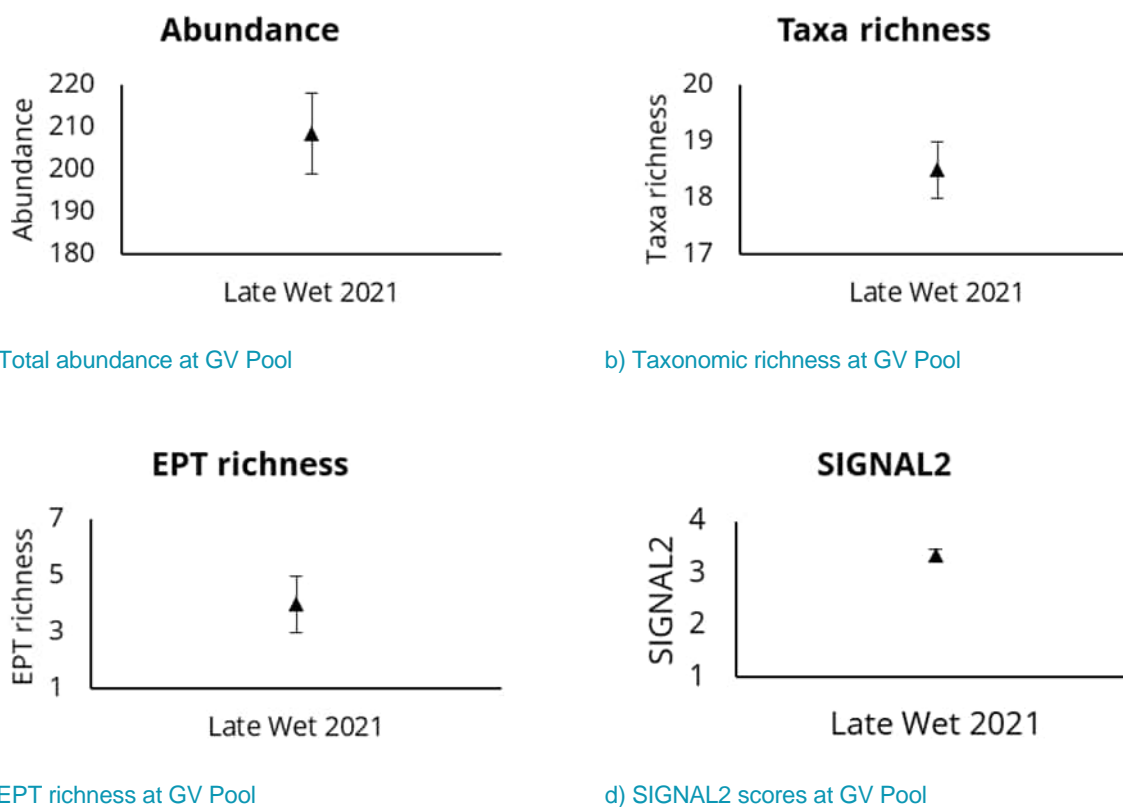 Abundance
Abundance
220
210
200
190
180
Late Wet 2021
Total abundance at GV Pool
Taxa richness
Taxa richness
20
19
18
17
Late Wet 2021
b) Taxonomic richness at GV Pool
EPT richness
EPT richness
7
5
3
1
Late Wet 2021
EPT richness at GV Pool
SIGNAL2
SIGNAL2
4
3
2
1
Late Wet 2021
d) SIGNAL2 scores at GV Pool